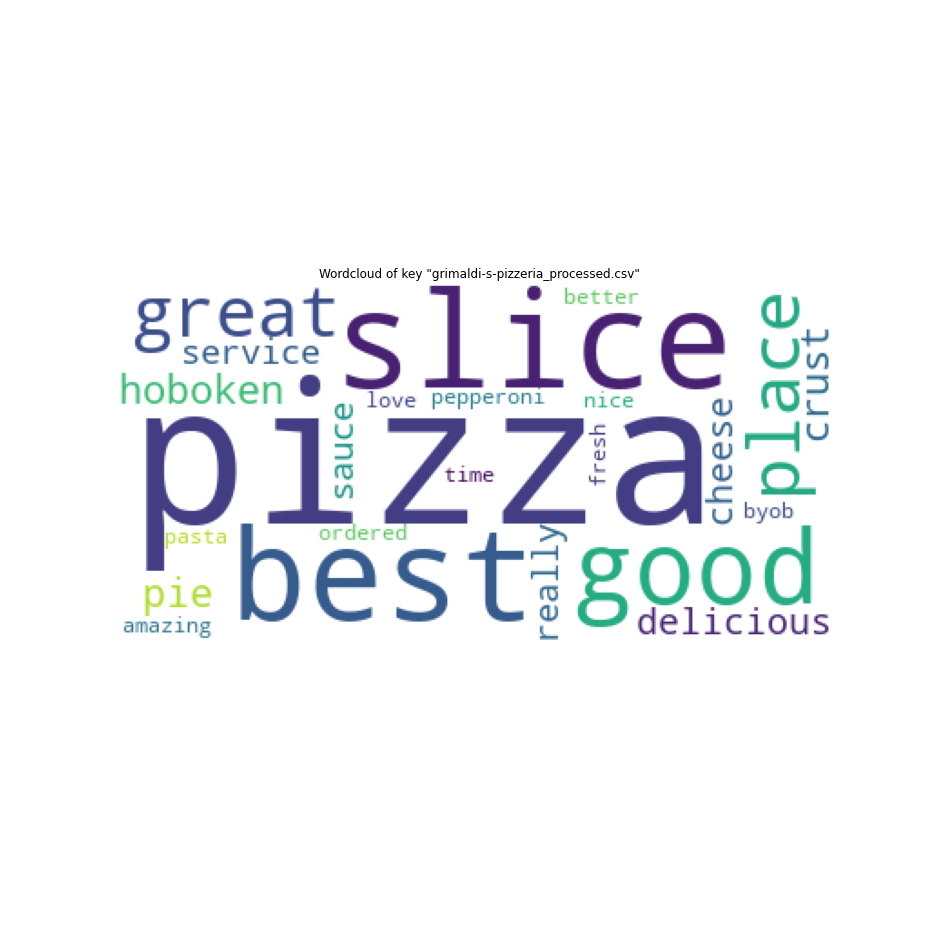 Wordcloud of key "grimaldi-s-pizzeria_processed.csv"
great
slice
better
place
service
crust
hoboken
love
pepperoni
nice
pizza
sauce
cheese
fresh
time
byob
pasta
ordered
best
really
good
pie
delicious
amazing